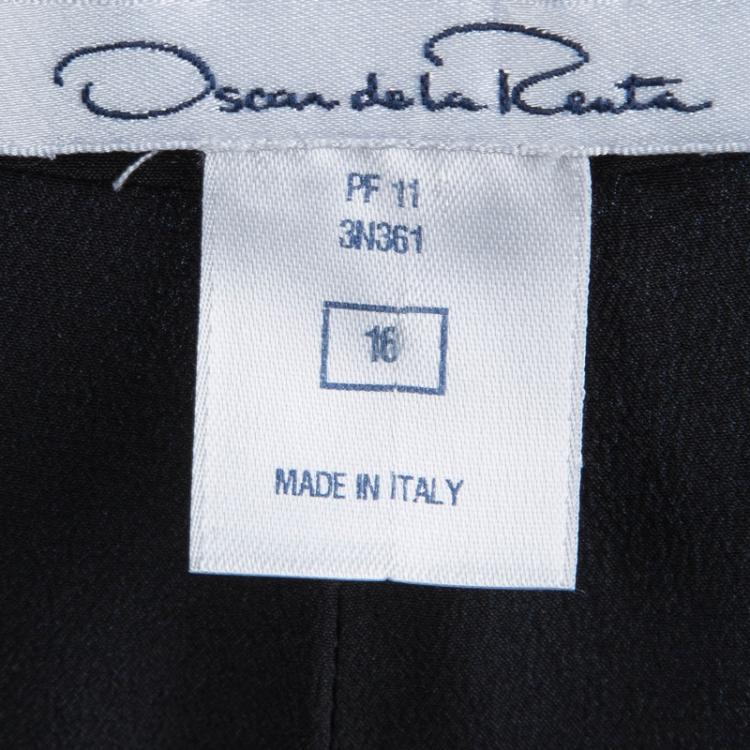 Oscar de la Renta
PF 11
3N361
16
MADE IN ITALY